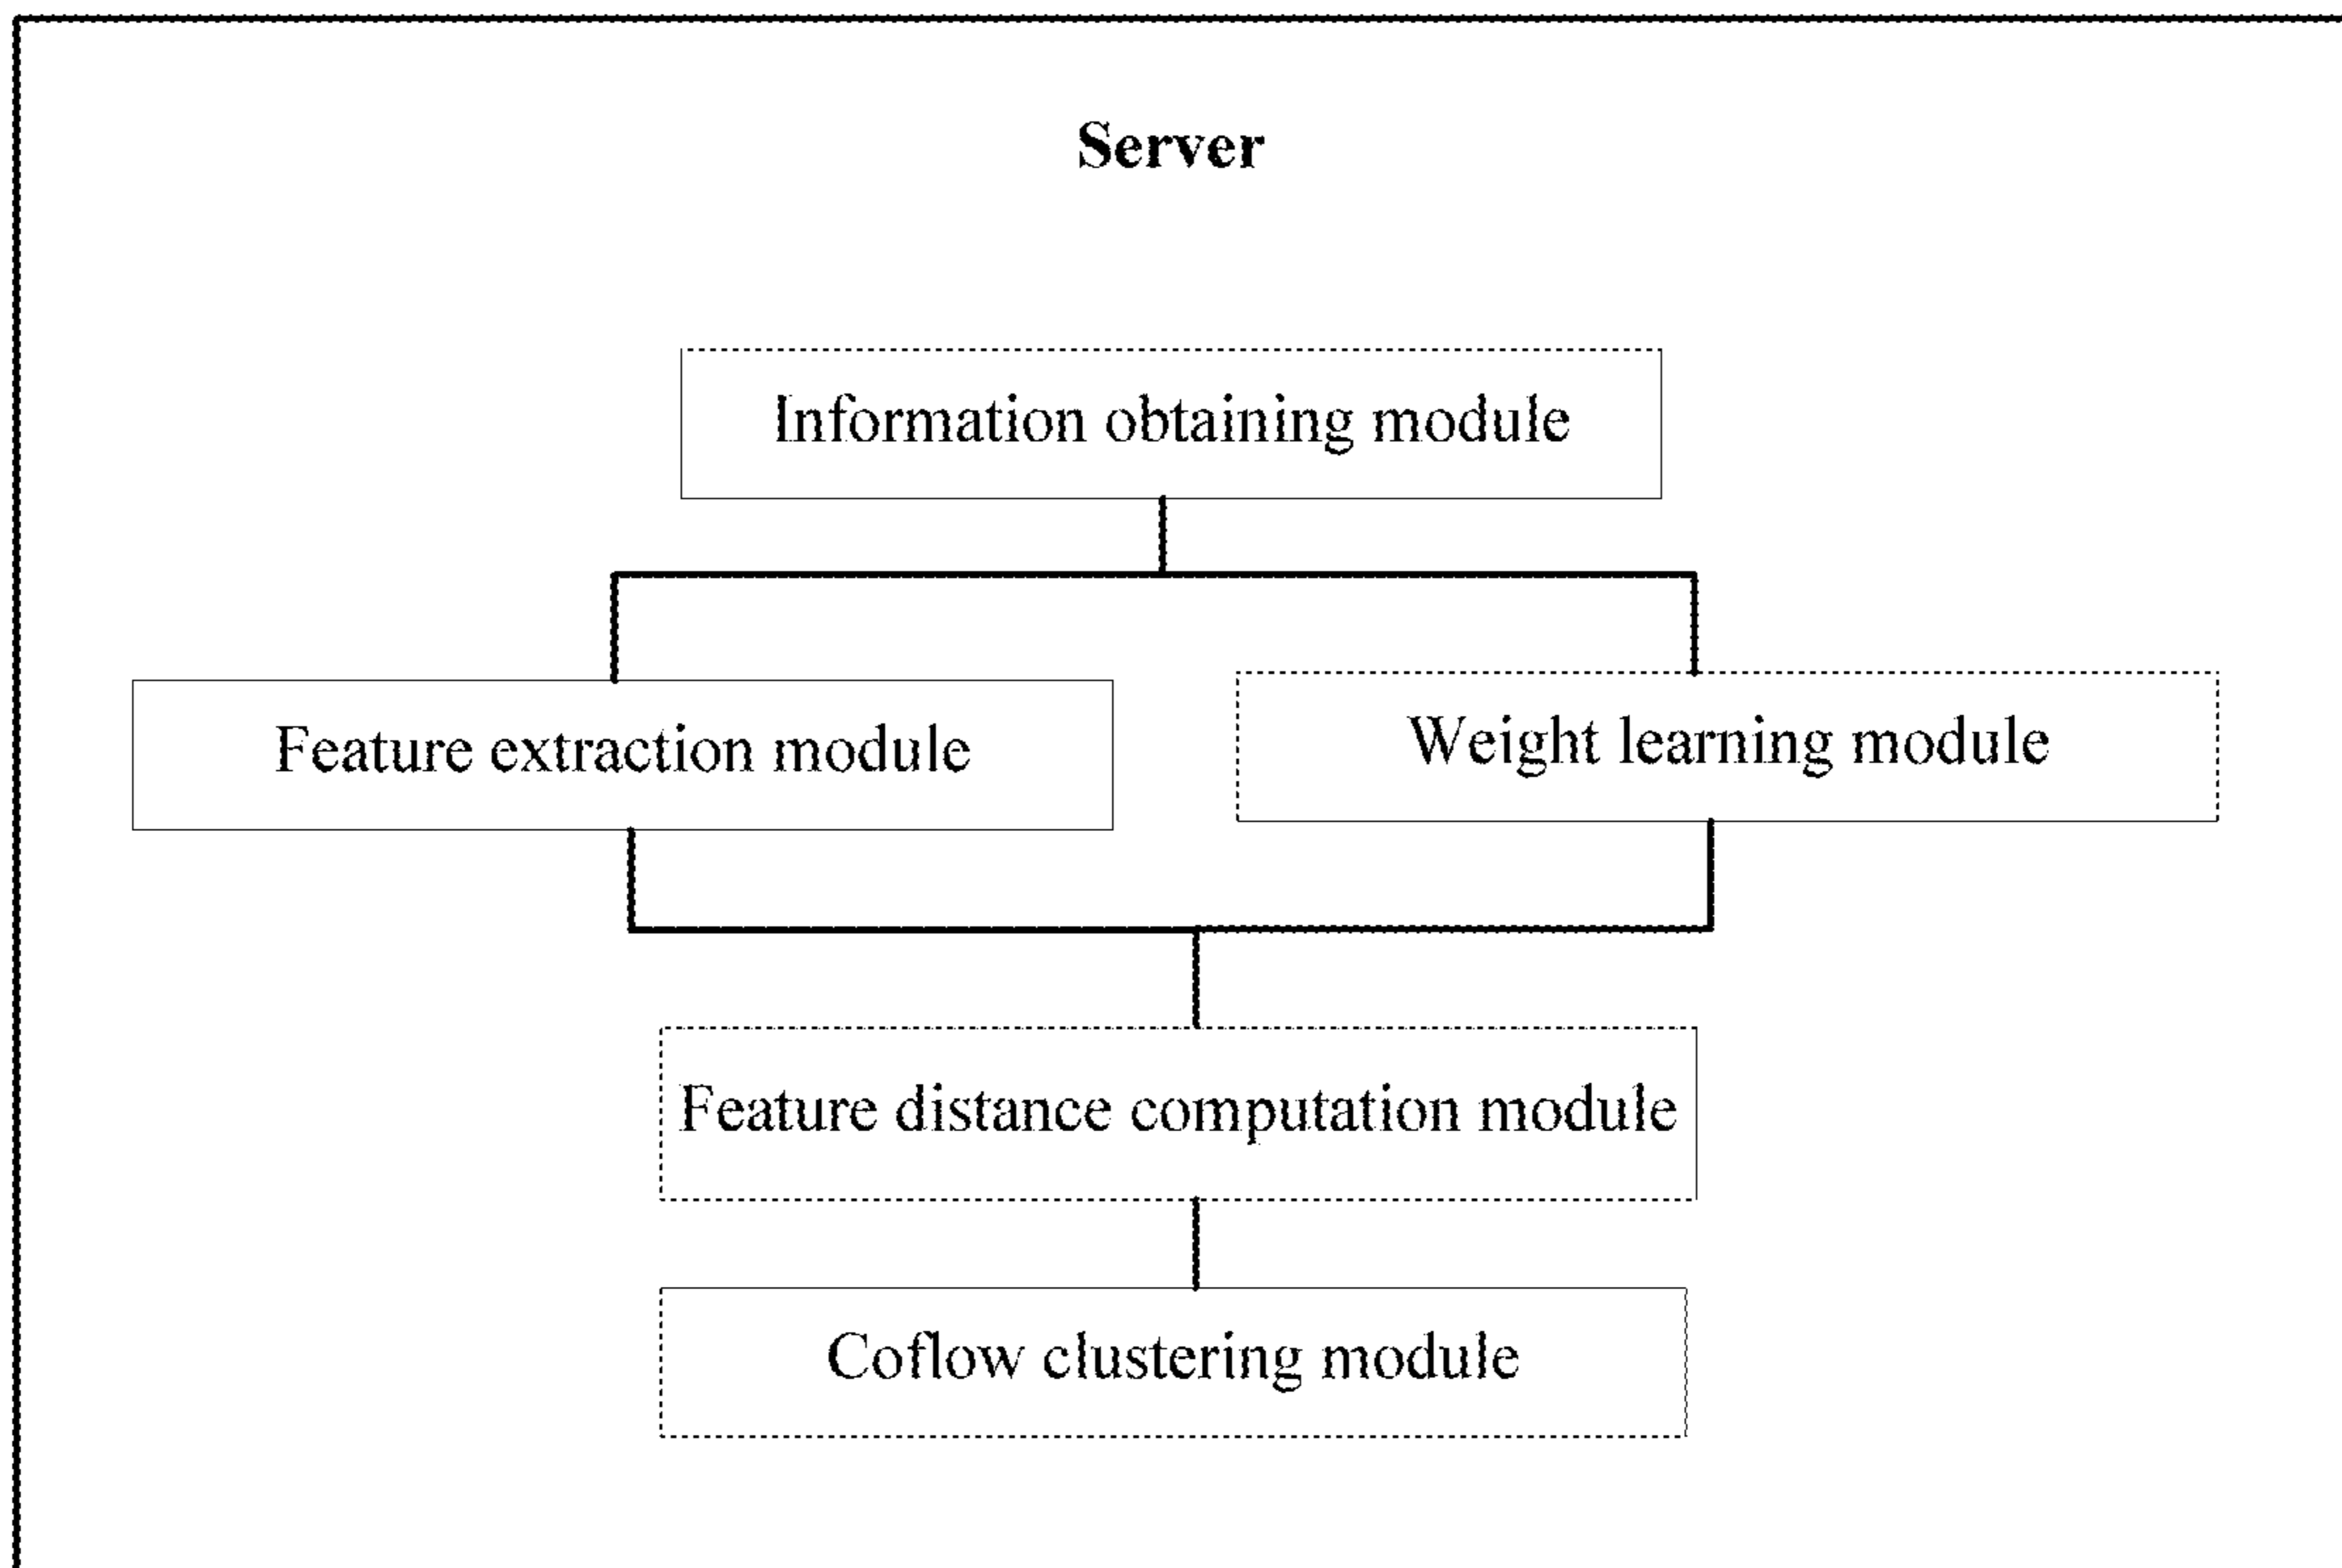 Server
Information obtaining module
Feature extraction module
Weight learning module
Feature distance computation module
Coflow clustering module